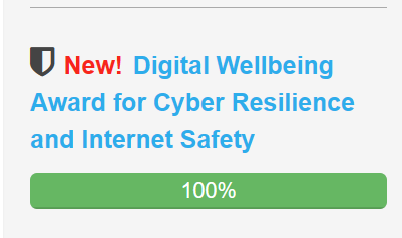 New! Digital Wellbeing
Award for Cyber Resilience
and Internet Safety
100%